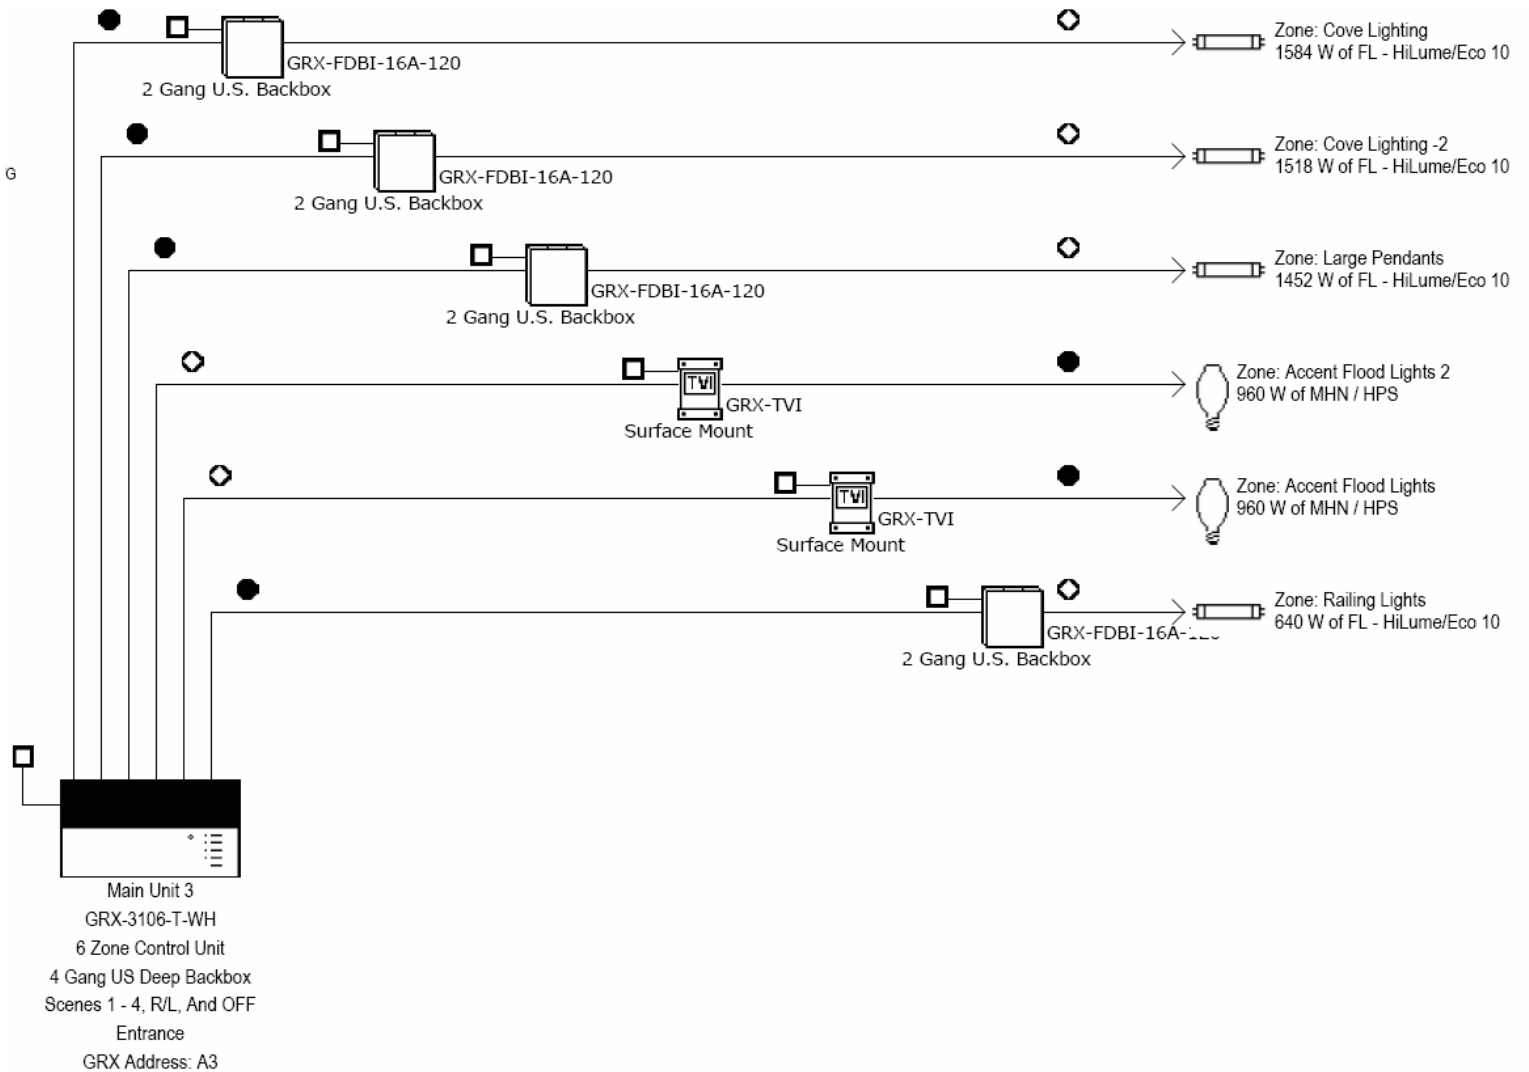 Zone: Cove Lighting
1584 W of FL - HiLume/Eco 10
GRX-FDBI-16A-120
2 Gang U.S. Backbox
Zone: Cove Lighting -2
1518 W of FL - HiLume/Eco 10
G
GRX-FDBI-16A-120
2 Gang U.S. Backbox
Zone: Large Pendants
1452 W of FL - HiLume/Eco 10
GRX-FDBI-16A-120
2 Gang U.S. Backbox
Zone: Accent Flood Lights 2
960 W of MHN / HPS
TVI
GRX-TVI
Surface Mount
Zone: Accent Flood Lights
960 W of MHN / HPS
TVI
GRX-TVI
Surface Mount
Zone: Railing Lights
640 W of FL - HiLume/Eco 10
GRX-FDBI-16A-120
2 Gang U.S. Backbox
Main Unit 3
GRX-3106-T-WH
6 Zone Control Unit
4 Gang US Deep Backbox
Scenes 1 - 4, R/L, And OFF
Entrance
GRX Address: A3